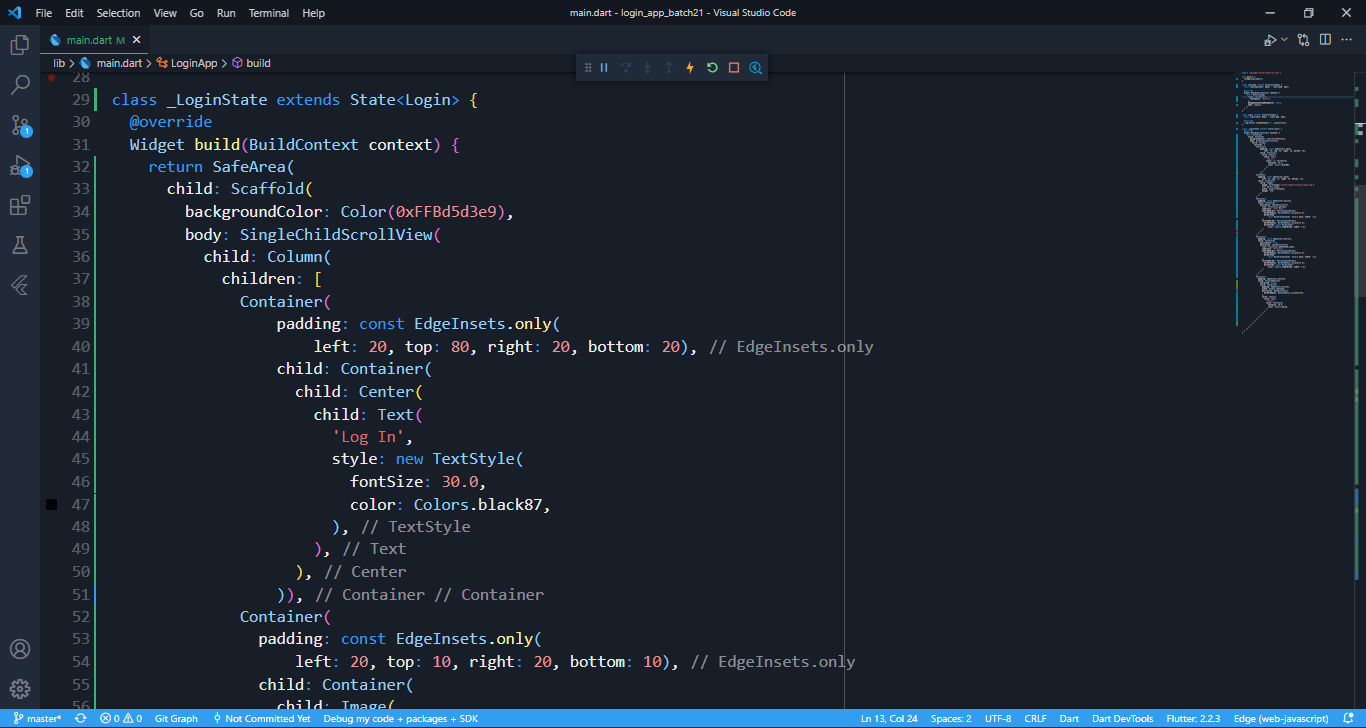 File Edit Selection View Go Run Terminal Help main.dart - login_app_batch21 - Visual Studio Code
main.dart M
lib > main.dart > LoginApp > build
28
29 class _LoginState extends State<Login> {
30 @override
31 Widget build(BuildContext context) {
32 return SafeArea(
33 child: Scaffold(
34 backgroundColor: Color(0xFFBd5d3e9),
35 body: SingleChildScrollView(
36 child: Column(
37 children: [
38 Container(
39 padding: const EdgeInsets.only(
40 left: 20, top: 80, right: 20, bottom: 20), // EdgeInsets.only
41 child: Container(
42 child: Center(
43 child: Text(
44 'Log In',
45 style: new TextStyle(
46 fontSize: 30.0,
47 color: Colors.black87,
48 ), // TextStyle
49 ), // Text
50 ), // Center
51 )), // Container // Container
52 Container(
53 padding: const EdgeInsets.only(
54 left: 20, top: 10, right: 20, bottom: 10), // EdgeInsets.only
55 child: Container(
56 child: Image(
1
1
master* 0 0 Git Graph Not Committed Yet Debug my code + packages + SDK Ln 13, Col 24 Spaces: 2 UTF-8 CRLF Dart Dart DevTools Flutter: 2.2.3 Edge (web-javascript)